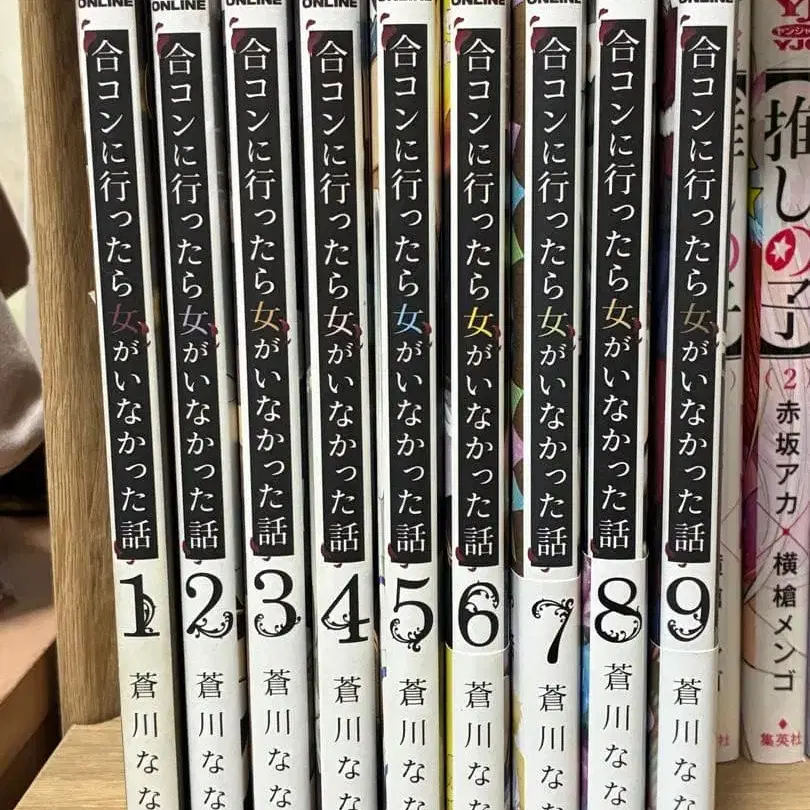 ONLINE
合コンに行ったら女がいなかった話
1
蒼川なな
ONLINE
合コンに行ったら女がいなかった話
2
蒼川なな
ONLINE
合コンに行ったら女がいなかった話
3
蒼川なな
ONLINE
合コンに行ったら女がいなかった話
4
蒼川なな
合コンに行ったら女がいなかった話
5
蒼川なな
ONLINE
合コンに行ったら女がいなかった話
6
蒼川なな
ONLINE
合コンに行ったら女がいなかった話
7
蒼川なな
ONLINE
合コンに行ったら女がいなかった話
8
蒼川なな
ONLINE
合コンに行ったら女がいなかった話
9
蒼川なな
【推しの子】
2
赤坂アカ×横槍メンゴ
集英社